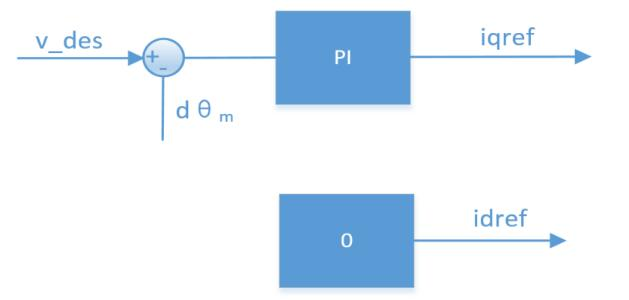 v_des
+
-
PI
iqref
d θ m
0
idref